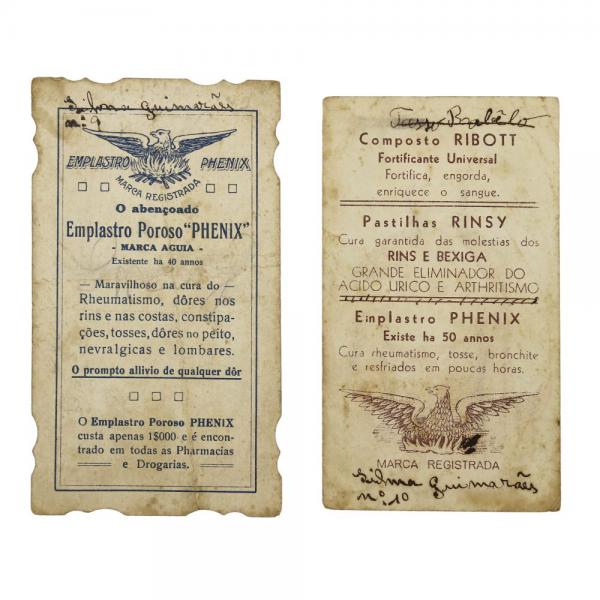 Silma Guimarães
nº 9
EMPLASTRO PHENIX
MARCA REGISTRADA
O abençoado
Emplastro Poroso "PHENIX"
- MARCA AGUIA -
Existente ha 40 annos
— Maravilhoso na cura do —
Rheumatismo, dôres nos
rins e nas costas, constipa-
ções, tosses, dôres no peito,
nevralgicas e lombares.
O prompto allivio de qualquer dôr
O Emplastro Poroso PHENIX
custa apenas 1$000 e é encon-
trado em todas as Pharmacias
e Drogarias.
Composto RIBOTT
Fortificante Universal
Fortifica, engorda,
enriquece o sangue.
Pastilhas RINSY
Cura garantida das molestias dos
RINS E BEXIGA
GRANDE ELIMINADOR DO
ACIDO URICO E ARTHRITISMO
Emplastro PHENIX
Existe ha 50 annos
Cura rheumatismo, tosse, bronchite
e resfriados em poucas horas.
MARCA REGISTRADA
Silma Guimarães
nº 10